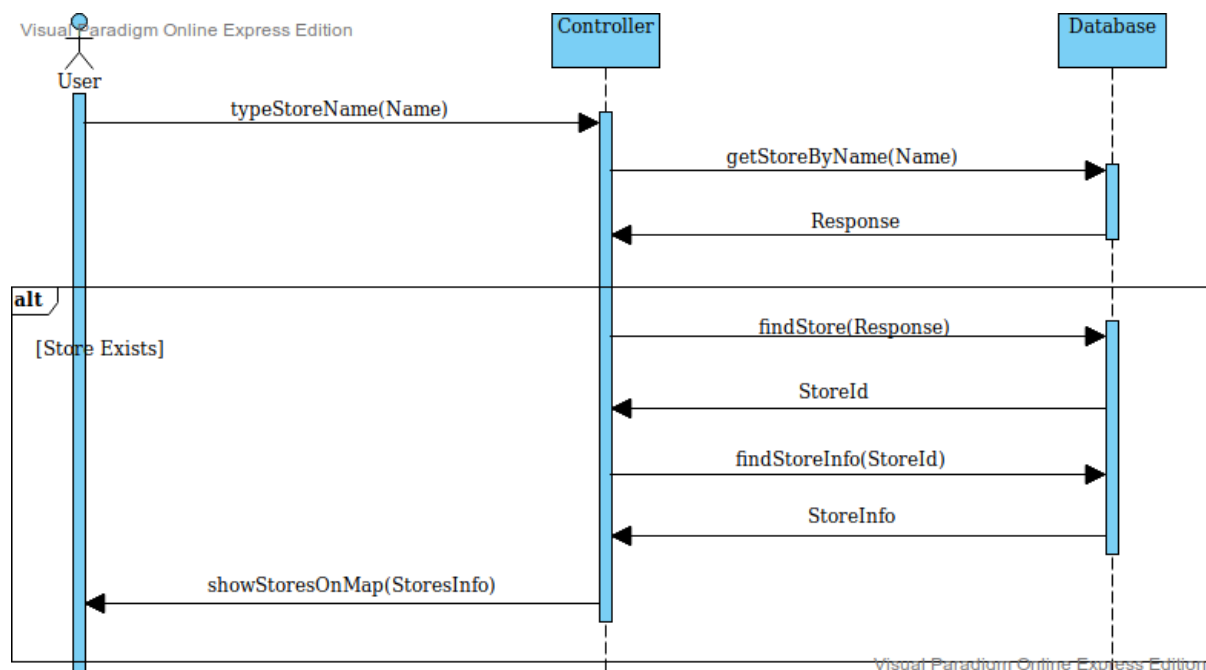 Visual Paradigm Online Express Edition
User
Controller
Database
typeStoreName(Name)
getStoreByName(Name)
Response
alt
[Store Exists]
findStore(Response)
StoreId
findStoreInfo(StoreId)
StoreInfo
showStoresOnMap(StoresInfo)
Visual Paradigm Online Express Edition